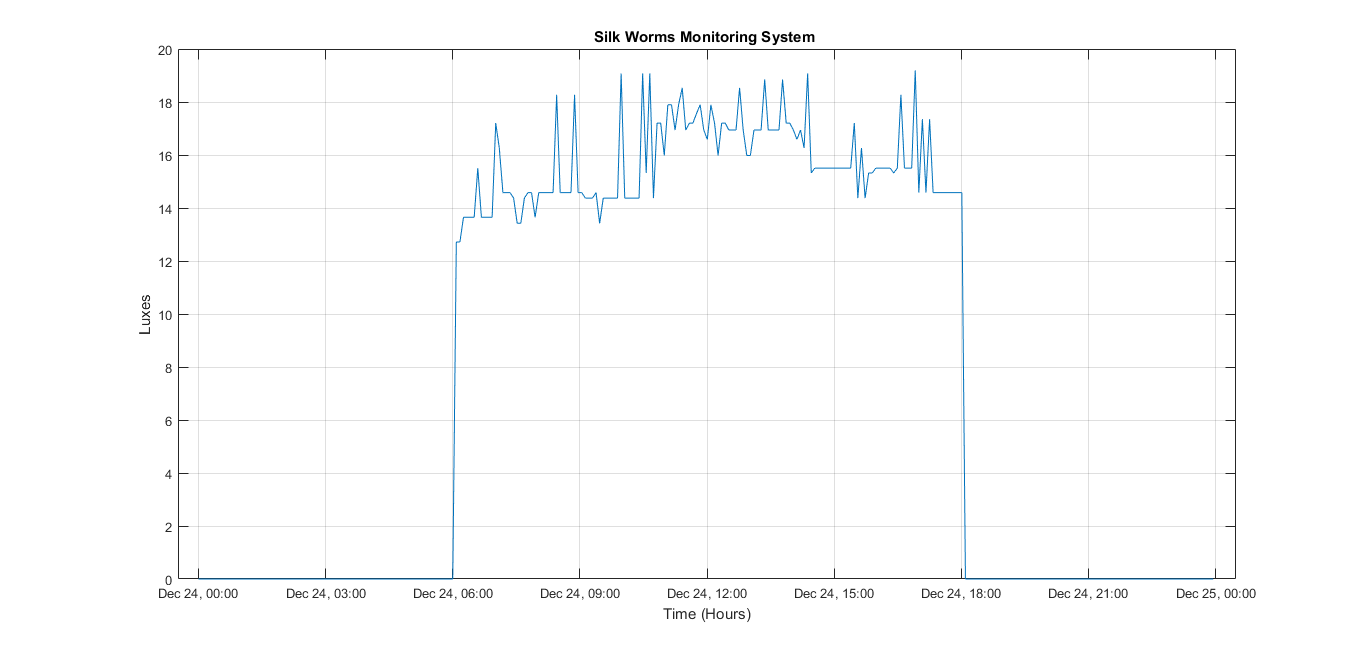 Silk Worms Monitoring System
20
18
16
14
12
10
8
6
4
2
0
Luxes
Dec 24, 00:00 Dec 24, 03:00 Dec 24, 06:00 Dec 24, 09:00 Dec 24, 12:00 Dec 24, 15:00 Dec 24, 18:00 Dec 24, 21:00 Dec 25, 00:00
Time (Hours)